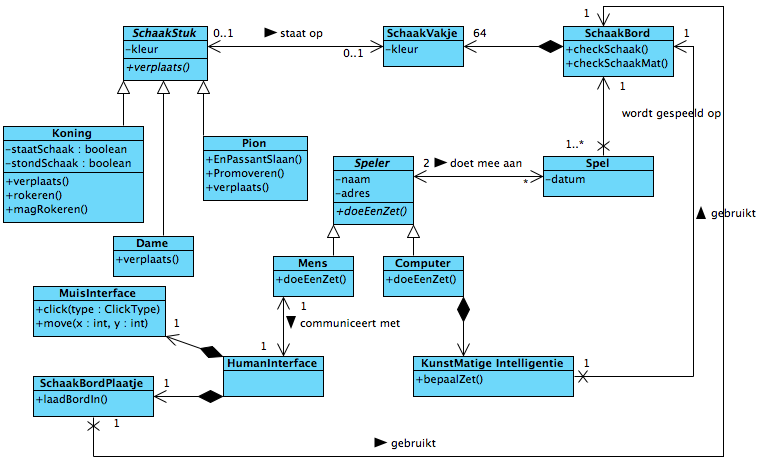 SchaakStuk
-kleur
+verplaats()
0..1
staat op
0..1
SchaakVakje
-kleur
64
1
SchaakBord
+checkSchaak()
+checkSchaakMat()
1
1
wordt gespeeld op
1..*
Koning
-staatSchaak : boolean
-stondSchaak : boolean
+verplaats()
+rokeren()
+magRokeren()
Pion
+EnPassantSlaan()
+Promoveren()
+verplaats()
Speler
-naam
-adres
+doeEenZet()
2
doet mee aan
*
Spel
-datum
gebruikt
Dame
+verplaats()
Mens
+doeEenZet()
Computer
+doeEenZet()
MuisInterface
+click(type : ClickType)
+move(x : int, y : int)
1
1
communiceert met
1
HumanInterface
KunstMatige Intelligentie
+bepaalZet()
1
SchaakBordPlaatje
+laadBordIn()
1
1
gebruikt